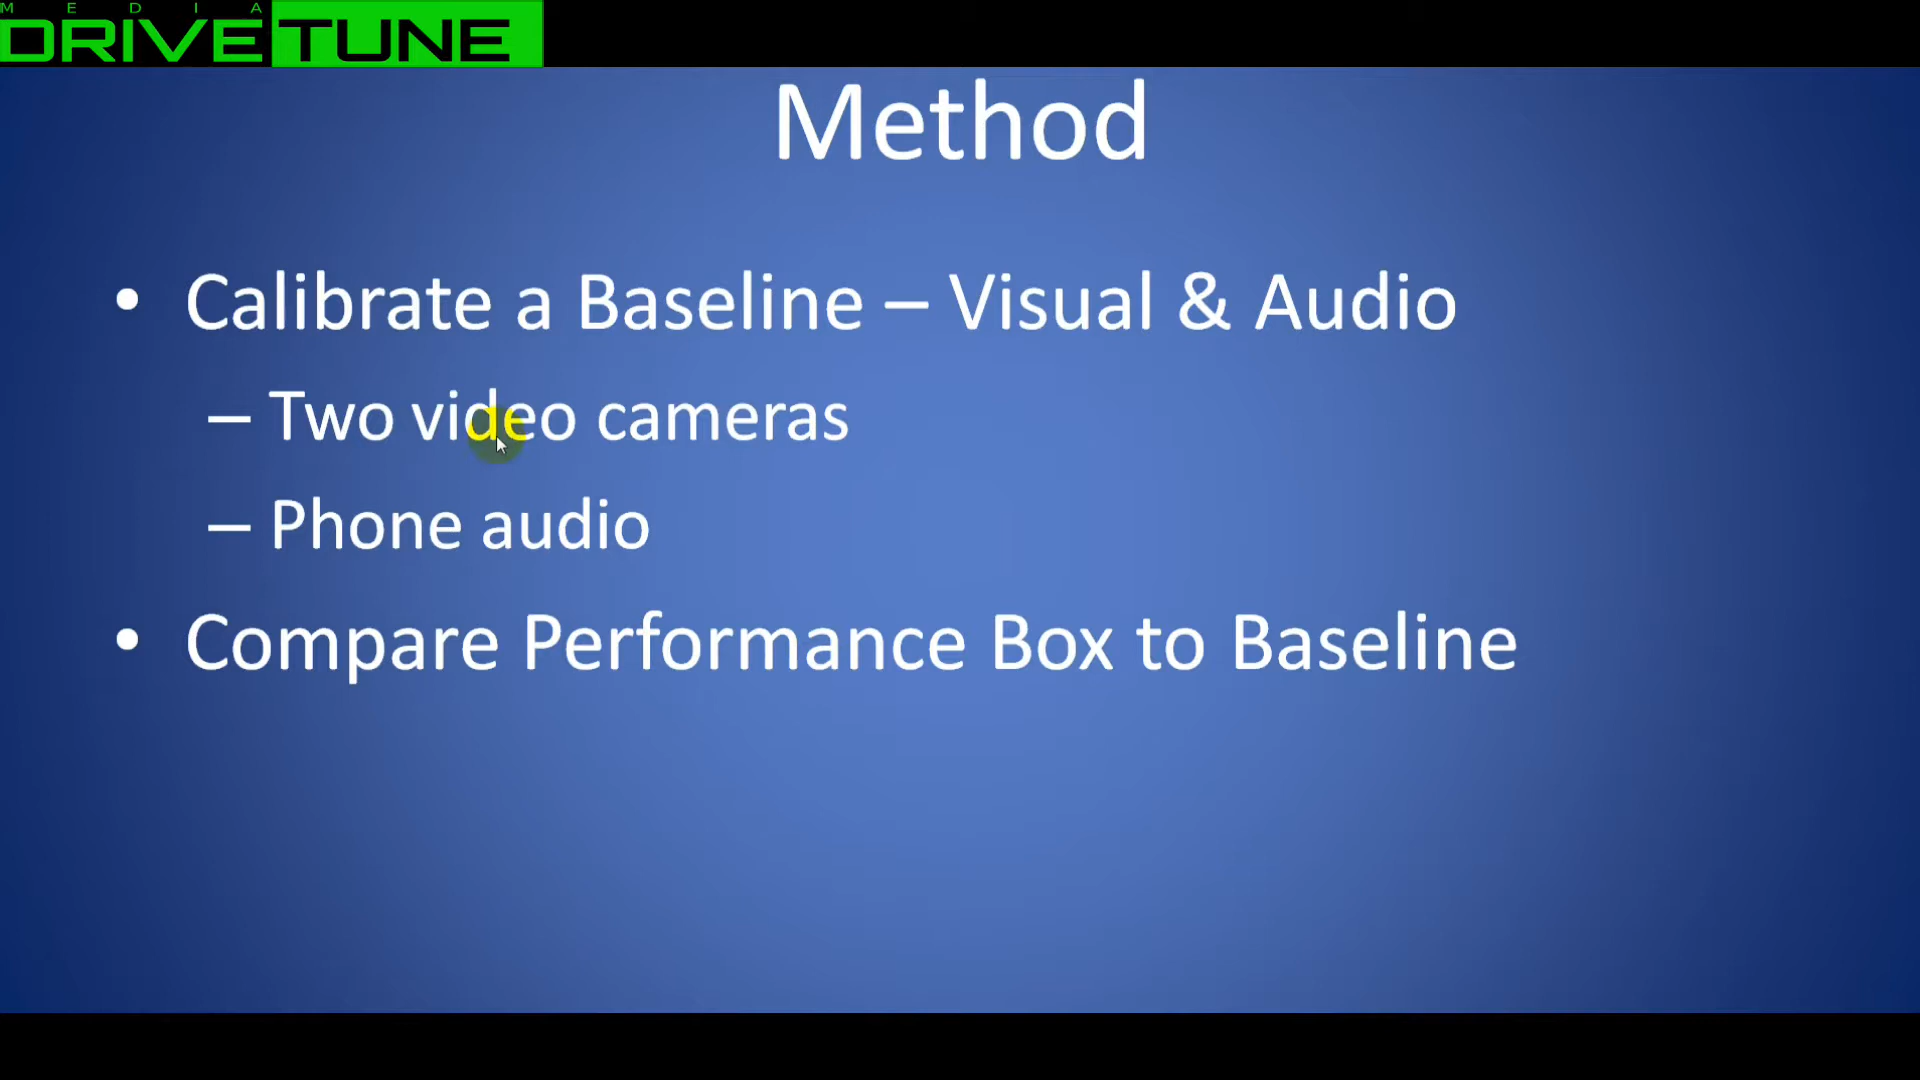 MEDIA
DRIVETUNE
Method
• Calibrate a Baseline – Visual & Audio
– Two video cameras
– Phone audio
• Compare Performance Box to Baseline